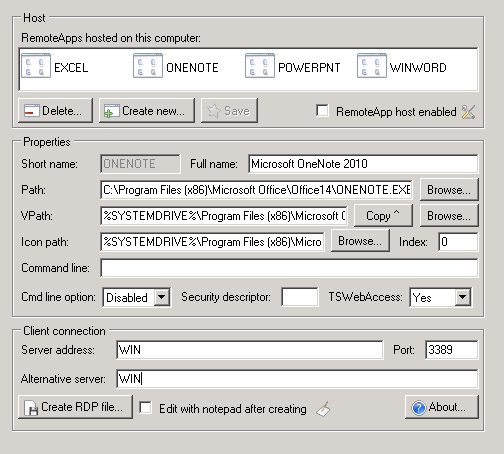 Host
RemoteApps hosted on this computer:
EXCEL ONENOTE POWERPNT WINWORD
Delete... Create new... Save RemoteApp host enabled
Properties
Short name: ONENOTE Full name: Microsoft OneNote 2010
Path: C:\Program Files (x86)\Microsoft Office\Office14\ONENOTE.EXE Browse...
VPath: %SYSTEMDRIVE%\Program Files (x86)\Microsoft Copy ^ Browse...
Icon path: %SYSTEMDRIVE%\Program Files (x86)\Micro Browse... Index: 0
Command line:
Cmd line option: Disabled Security descriptor: TSWebAccess: Yes
Client connection
Server address: WIN Port: 3389
Alternative server: WIN
Create RDP file... Edit with notepad after creating About...